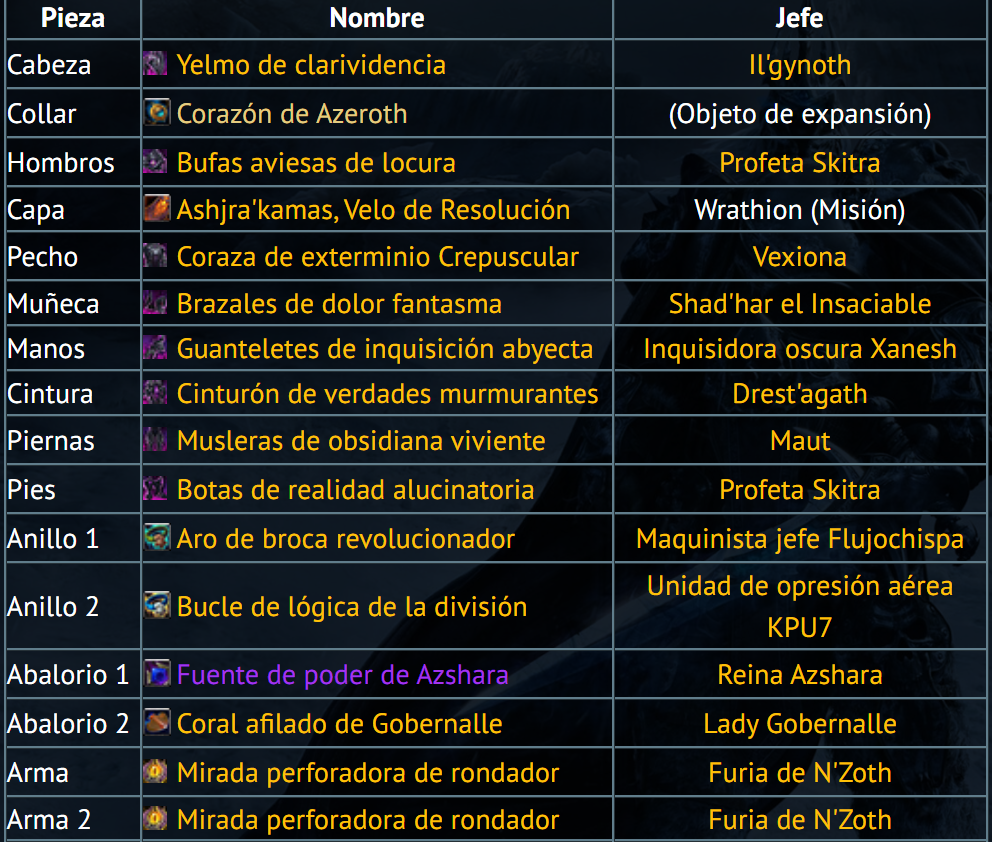 Pieza Nombre Jefe
Cabeza Yelmo de clarividencia Il'gynoth
Collar Corazón de Azeroth (Objeto de expansión)
Hombros Bufas aviesas de locura Profeta Skitra
Capa Ashjra'kamas, Velo de Resolución Wrathion (Misión)
Pecho Coraza de exterminio Crepuscular Vexiona
Muñeca Brazales de dolor fantasma Shad'har el Insaciable
Manos Guanteletes de inquisición abyecta Inquisidora oscura Xanesh
Cintura Cinturón de verdades murmurantes Drest'agath
Piernas Musleras de obsidiana viviente Maut
Pies Botas de realidad alucinatoria Profeta Skitra
Anillo 1 Aro de broca revolucionador Maquinista jefe Flujochispa
Anillo 2 Bucle de lógica de la división Unidad de opresión aérea
KPU7
Abalorio 1 Fuente de poder de Azshara Reina Azshara
Abalorio 2 Coral afilado de Gobernalle Lady Gobernalle
Arma Mirada perforadora de rondador Furia de N'Zoth
Arma 2 Mirada perforadora de rondador Furia de N'Zoth